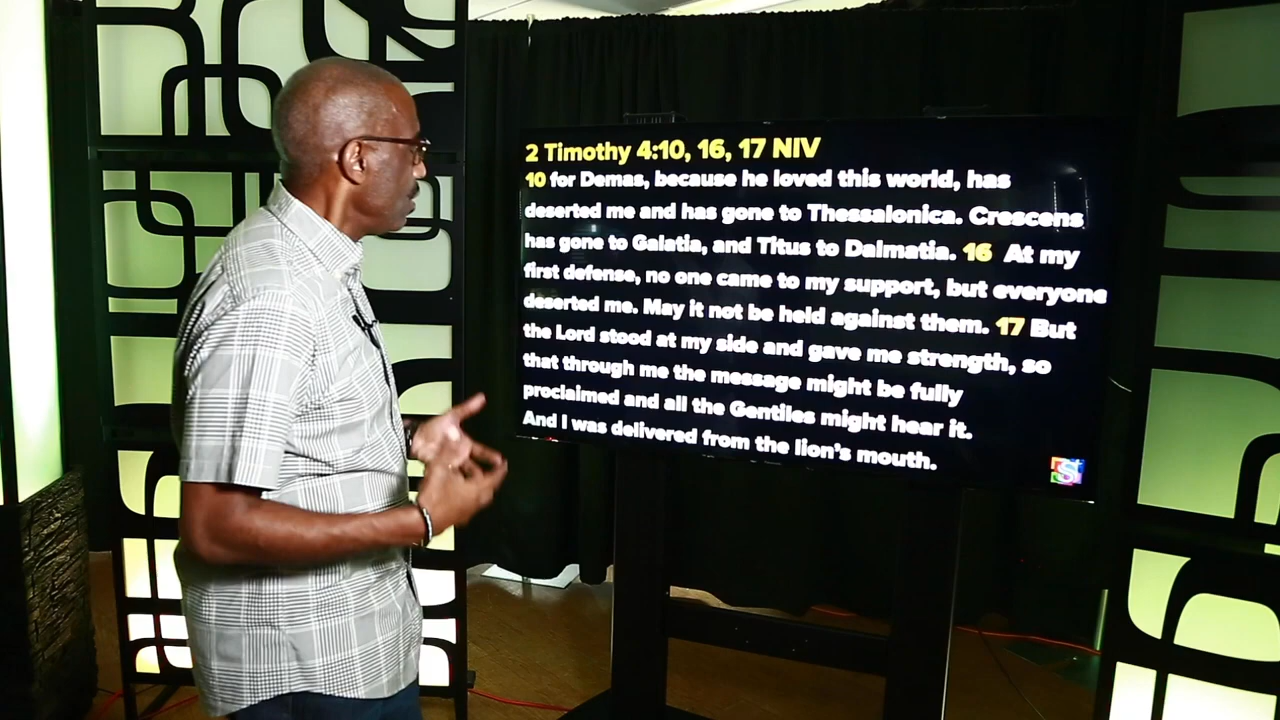 2 Timothy 4:10, 16, 17 NIV
10 for Demas, because he loved this world, has
deserted me and has gone to Thessalonica. Crescens
has gone to Galatia, and Titus to Dalmatia. 16 At my
first defense, no one came to my support, but everyone
deserted me. May it not be held against them. 17 But
the Lord stood at my side and gave me strength, so
that through me the message might be fully
proclaimed and all the Gentiles might hear it.
And I was delivered from the lion's mouth.
S